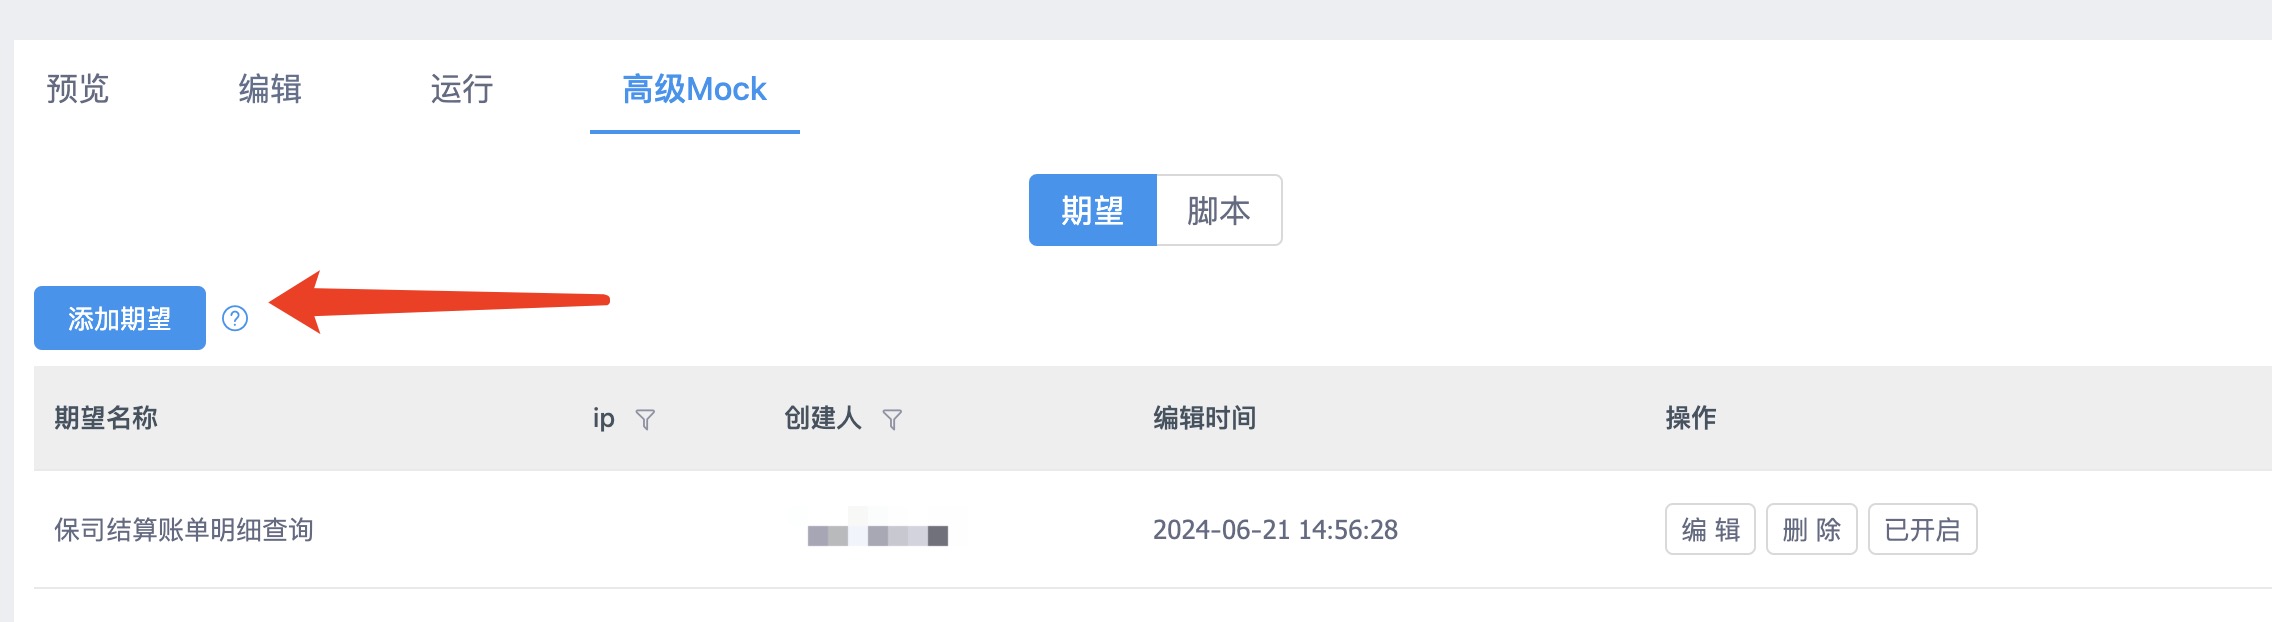 预览 编辑 运行 高级Mock
期望 脚本
添加期望 ?
期望名称 ip 创建人 编辑时间 操作
保司结算账单明细查询 2024-06-21 14:56:28 编 辑 删 除 已开启